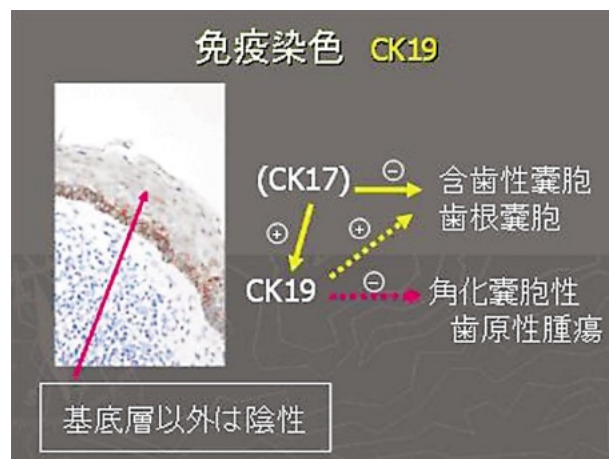 免疫染色 CK19
(CK17)
⊖
含歯性嚢胞
歯根嚢胞
⊕
⊕
CK19
⊖
角化嚢胞性
歯原性腫瘍
基底層以外は陰性